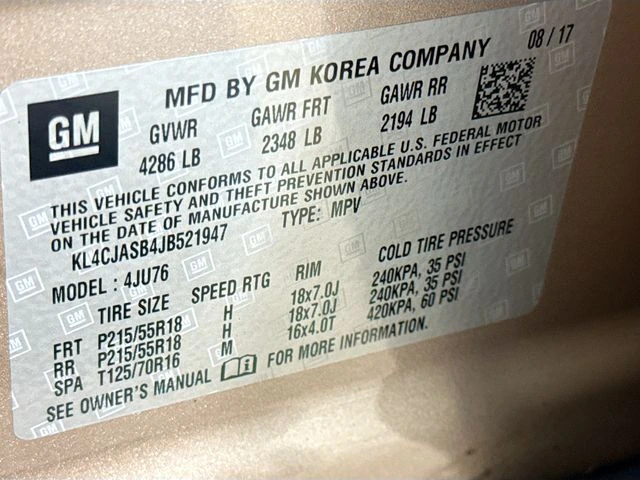 GM
MFD BY GM KOREA COMPANY 08/17
GVWR GAWR FRT GAWR RR
4286 LB 2348 LB 2194 LB
THIS VEHICLE CONFORMS TO ALL APPLICABLE U.S. FEDERAL MOTOR
VEHICLE SAFETY AND THEFT PREVENTION STANDARDS IN EFFECT
ON THE DATE OF MANUFACTURE SHOWN ABOVE.
KL4CJASB4JB521947 TYPE: MPV
MODEL : 4JU76
TIRE SIZE SPEED RTG RIM COLD TIRE PRESSURE
FRT P215/55R18 H 18x7.0J 240KPA, 35 PSI
RR P215/55R18 H 18x7.0J 240KPA, 35 PSI
SPA T125/70R16 M 16x4.0T 420KPA, 60 PSI
SEE OWNER'S MANUAL FOR MORE INFORMATION.